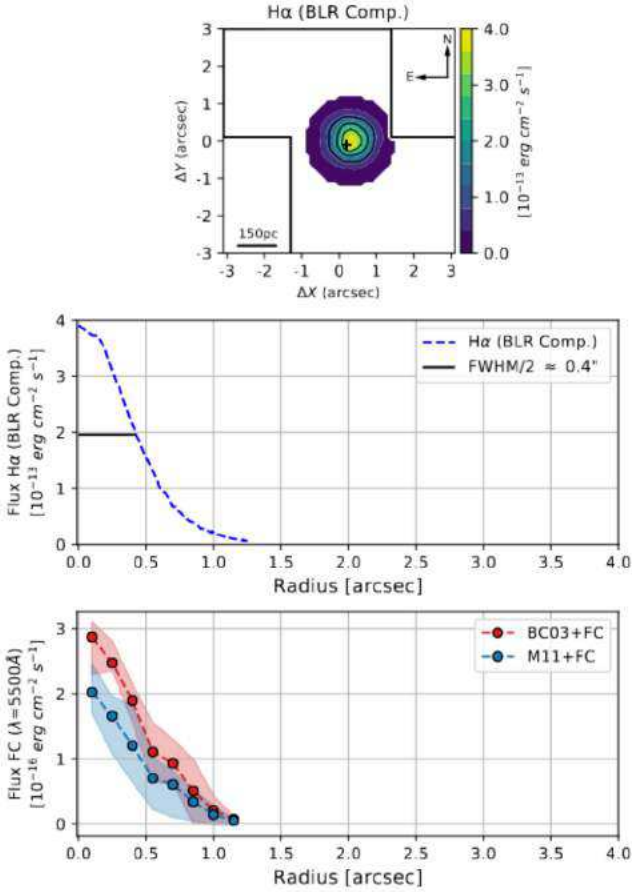 Hα (BLR Comp.)
3
2
1
0
-1
-2
-3
ΔY (arcsec)
N
E
150pc
-3
-2
-1
0
1
2
3
ΔX (arcsec)
4.0
3.0
2.0
1.0
0.0
[10⁻¹³ erg cm⁻² s⁻¹]
Flux Hα (BLR Comp.)
[10⁻¹³ erg cm⁻² s⁻¹]
4
3
2
1
0
Hα (BLR Comp.)
FWHM/2 ≈ 0.4"
0.0 0.5 1.0 1.5 2.0 2.5 3.0 3.5 4.0
Radius [arcsec]
Flux FC (λ=5500Å)
[10⁻¹⁶ erg cm⁻² s⁻¹]
3
2
1
0
BC03+FC
M11+FC
0.0 0.5 1.0 1.5 2.0 2.5 3.0 3.5 4.0
Radius [arcsec]